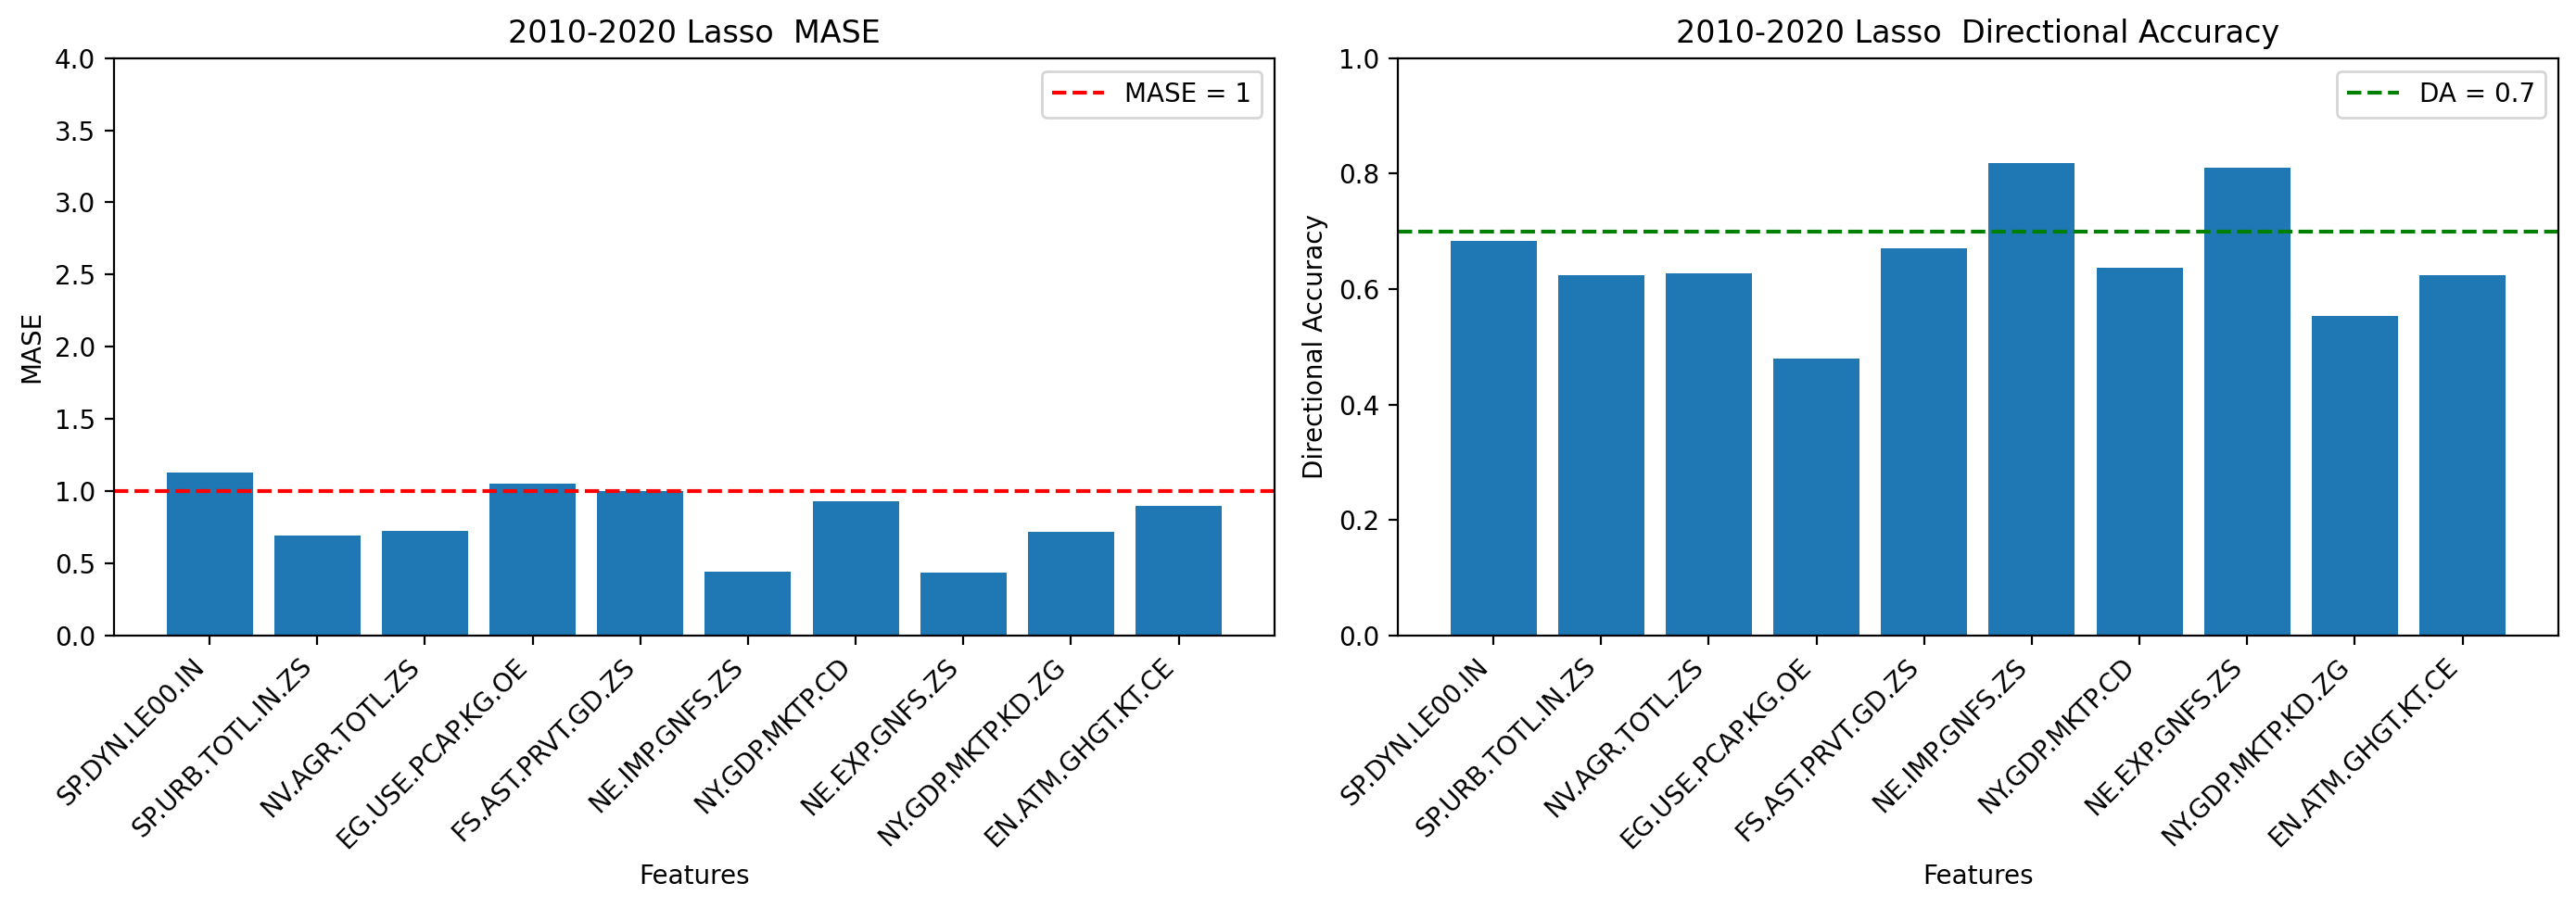 2010-2020 Lasso  MASE
MASE
4.0
3.5
3.0
2.5
2.0
1.5
1.0
0.5
0.0
MASE = 1
SP.DYN.LE00.IN
SP.URB.TOTL.IN.ZS
NV.AGR.TOTL.ZS
EG.USE.PCAP.KG.OE
FS.AST.PRVT.GD.ZS
NE.IMP.GNFS.ZS
NY.GDP.MKTP.CD
NE.EXP.GNFS.ZS
NY.GDP.MKTP.KD.ZG
EN.ATM.GHGT.KT.CE
Features
2010-2020 Lasso  Directional Accuracy
Directional Accuracy
1.0
0.8
0.6
0.4
0.2
0.0
DA = 0.7
SP.DYN.LE00.IN
SP.URB.TOTL.IN.ZS
NV.AGR.TOTL.ZS
EG.USE.PCAP.KG.OE
FS.AST.PRVT.GD.ZS
NE.IMP.GNFS.ZS
NY.GDP.MKTP.CD
NE.EXP.GNFS.ZS
NY.GDP.MKTP.KD.ZG
EN.ATM.GHGT.KT.CE
Features